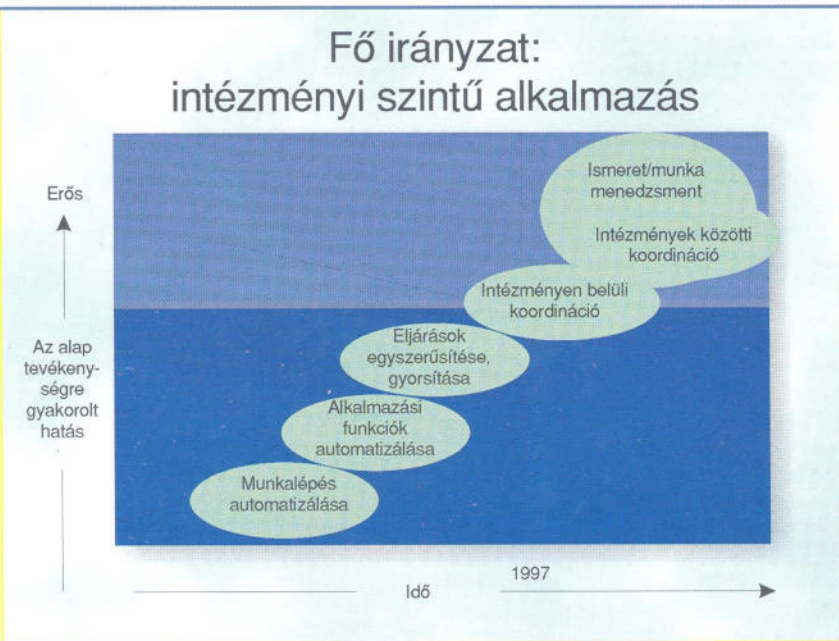 Fő irányzat:
intézményi szintű alkalmazás
Erős
Az alap
tevékeny-
ségre
gyakorolt
hatás
Ismeret/munka
menedzsment
Intézmények közötti
koordináció
Intézményen belüli
koordináció
Eljárások
egyszerűsítése,
gyorsítása
Alkalmazási
funkciók
automatizálása
Munkalépés
automatizálása
1997
Idő